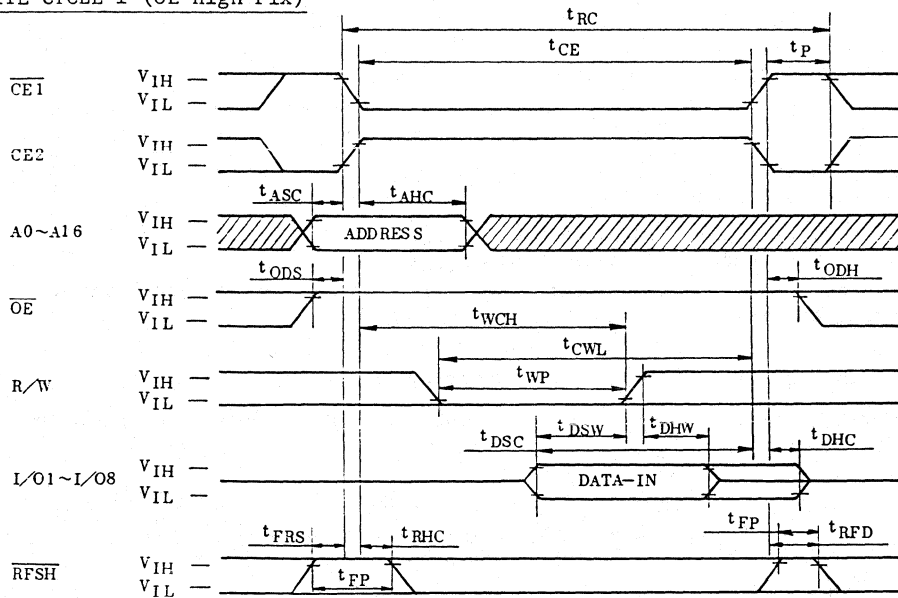 CYCLE 1 (OE High Fix)
tRC
tCE
tP
CE1
VIH
VIL
CE2
VIH
VIL
tASC
tAHC
A0~A16
VIH
VIL
ADDRESS
tODS
tODH
OE
VIH
VIL
tWCH
tCWL
R/W
VIH
VIL
tWP
tDSC
tDSW
tDHW
tDHC
I/O1~I/O8
VIH
VIL
DATA-IN
tFRS
tRHC
tFP
tRFD
RFSH
VIH
VIL
tFP